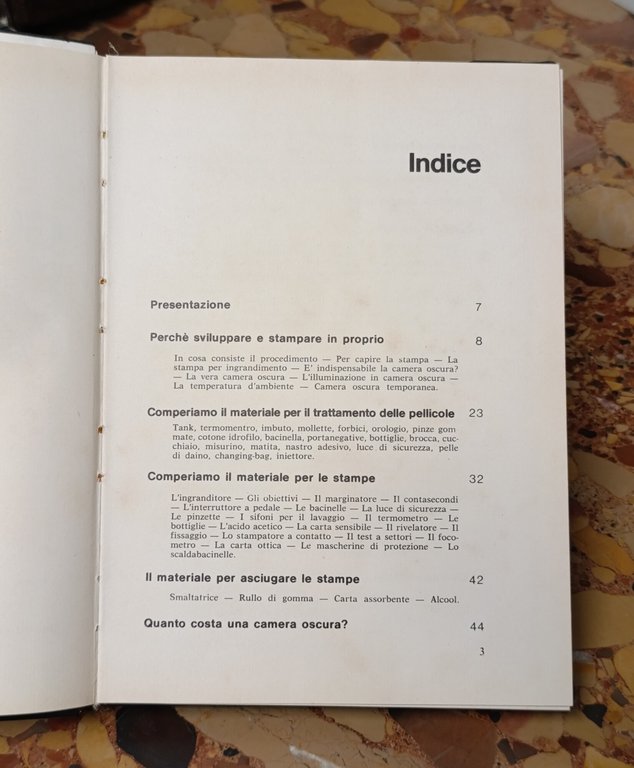 Indice
Presentazione 7
Perchè sviluppare e stampare in proprio 8
In cosa consiste il procedimento — Per capire la stampa — La
stampa per ingrandimento — E' indispensabile la camera oscura?
— La vera camera oscura — L'illuminazione in camera oscura —
La temperatura d'ambiente — Camera oscura temporanea.
Comperiamo il materiale per il trattamento delle pellicole 23
Tank, termomentro, imbuto, mollette, forbici, orologio, pinze gom
mate, cotone idrofilo, bacinella, portanegative, bottiglie, brocca, cuc-
chiaio, misurino, matita, nastro adesivo, luce di sicurezza, pelle
di daino, changing-bag, iniettore.
Comperiamo il materiale per le stampe 32
L'ingranditore — Gli obiettivi — Il marginatore — Il contasecondi
— L'interruttore a pedale — Le bacinelle — La luce di sicurezza —
Le pinzette — I sifoni per il lavaggio — Il termometro — Le
bottiglie — L'acido acetico — La carta sensibile — Il rivelatore — Il
fissaggio — Lo stampatore a contatto — Il test a settori — Il foco-
metro — La carta ottica — Le mascherine di protezione — Lo
scaldabacinelle.
Il materiale per asciugare le stampe 42
Smaltatrice — Rullo di gomma — Carta assorbente — Alcool.
Quanto costa una camera oscura? 44
3